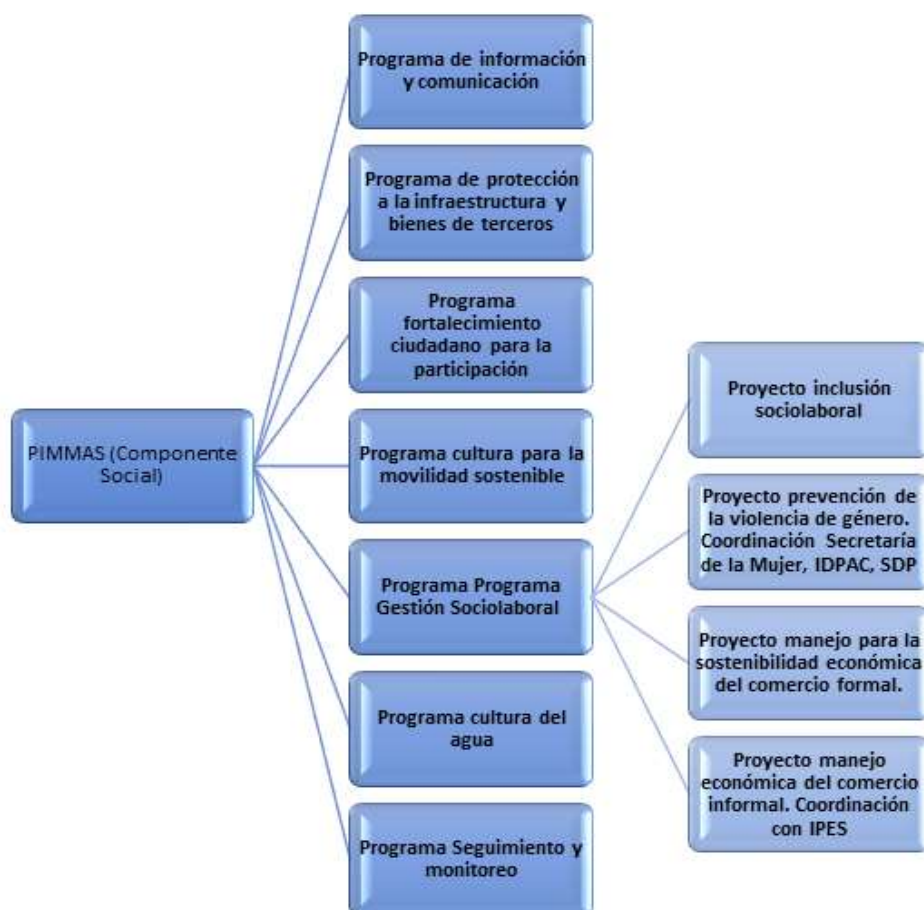 PIMMAS (Componente
Social)
Programa de información
y comunicación
Programa de protección
a la infraestructura y
bienes de terceros
Programa
fortalecimiento
ciudadano para la
participación
Programa cultura para la
movilidad sostenible
Programa Programa
Gestión Sociolaboral
Programa cultura del
agua
Programa Seguimiento y
monitoreo
Proyecto inclusión
sociolaboral
Proyecto prevención de
la violencia de género.
Coordinación Secretaría
de la Mujer, IDPAC, SDP
Proyecto manejo para la
sostenibilidad económica
del comercio formal.
Proyecto manejo
económica del comercio
informal. Coordinación
con IPES